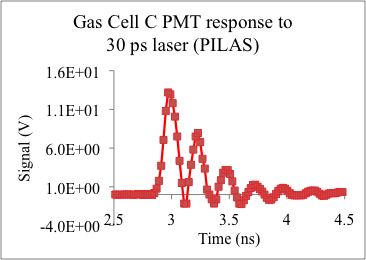 Gas Cell C PMT response to
30 ps laser (PILAS)
1.6E+01
1.1E+01
6.0E+00
1.0E+00
-4.0E+00
Signal (V)
2.5 3 3.5 4 4.5
Time (ns)